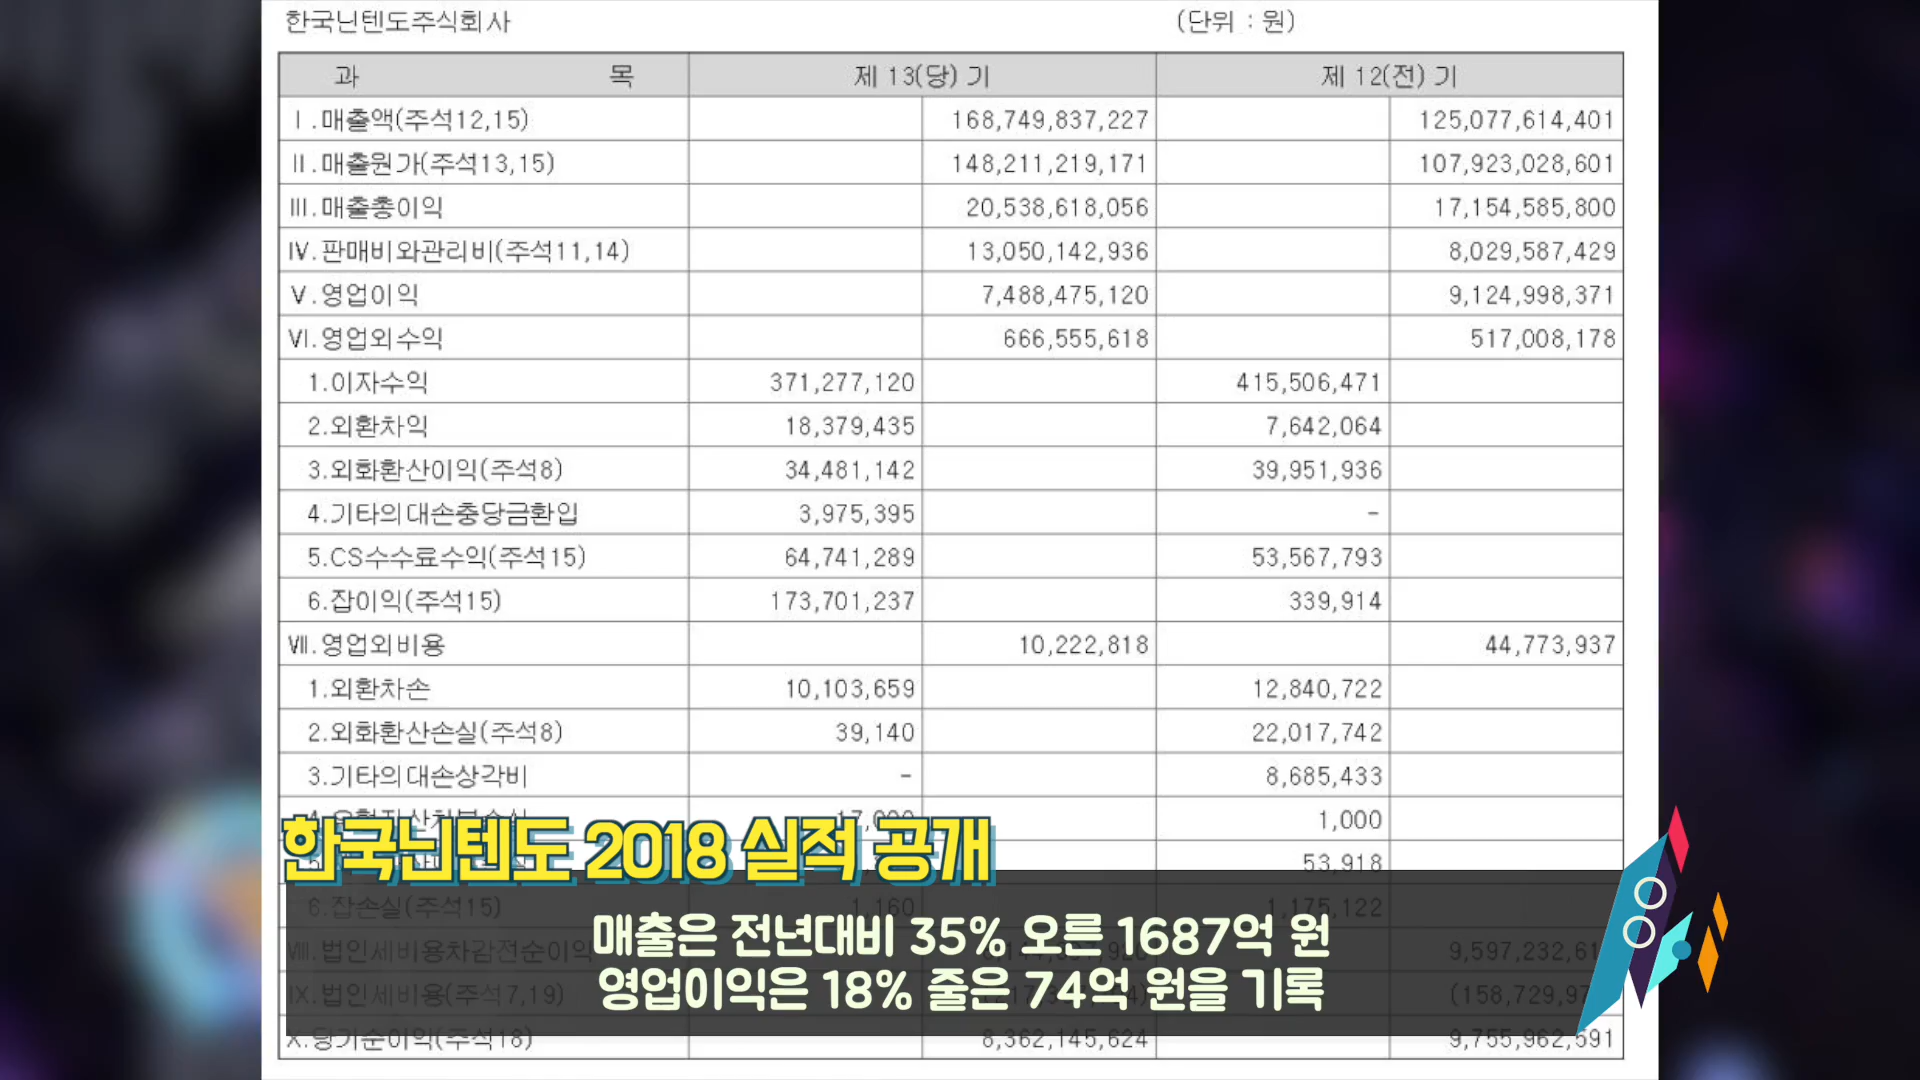 한국닌텐도주식회사 (단위 : 원)
과 목 제 13(당) 기 제 12(전) 기
Ⅰ.매출액(주석12,15) 168,749,837,227 125,077,614,401
Ⅱ.매출원가(주석13,15) 148,211,219,171 107,923,028,601
Ⅲ.매출총이익 20,538,618,056 17,154,585,800
Ⅳ.판매비와관리비(주석11,14) 13,050,142,936 8,029,587,429
Ⅴ.영업이익 7,488,475,120 9,124,998,371
Ⅵ.영업외수익 666,555,618 517,008,178
1.이자수익 371,277,120 415,506,471
2.외환차익 18,379,435 7,642,064
3.외화환산이익(주석8) 34,481,142 39,951,936
4.기타의대손충당금환입 3,975,395 -
5.CS수수료수익(주석15) 64,741,289 53,567,793
6.잡이익(주석15) 173,701,237 339,914
Ⅶ.영업외비용 10,222,818 44,773,937
1.외환차손 10,103,659 12,840,722
2.외화환산손실(주석8) 39,140 22,017,742
3.기타의대손상각비 - 8,685,433
1,000
한국닌텐도 2018 실적 공개
53,918
6.잡손실(주석15) 1,160 1,175,122
매출은 전년대비 35% 오른 1687억 원
Ⅷ.법인세비용차감전순이익
영업이익은 18% 줄은 74억 원을 기록
Ⅸ.법인세비용(주석7,19)
Ⅹ.당기순이익(주석18) 8,362,145,624 9,755,962,591